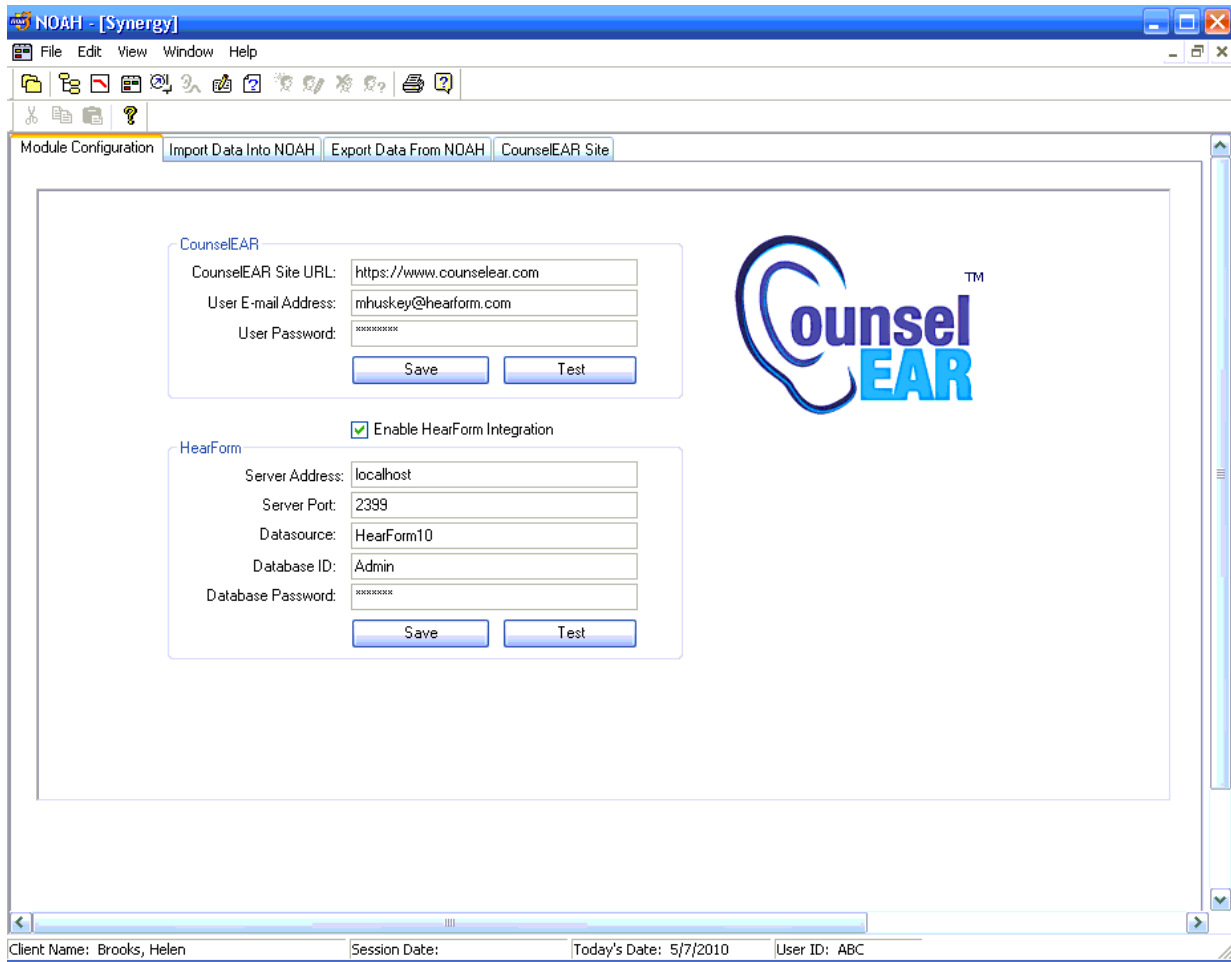 NOAH - [Synergy]
File Edit View Window Help
Module Configuration Import Data Into NOAH Export Data From NOAH CounselEAR Site
CounselEAR
CounselEAR Site URL: https://www.counselear.com
User E-mail Address: mhuskey@hearform.com
User Password: ********
Save Test
Counsel EAR TM
Enable HearForm Integration
HearForm
Server Address: localhost
Server Port: 2399
Datasource: HearForm10
Database ID: Admin
Database Password: *******
Save Test
Client Name: Brooks, Helen Session Date: Today's Date: 5/7/2010 User ID: ABC